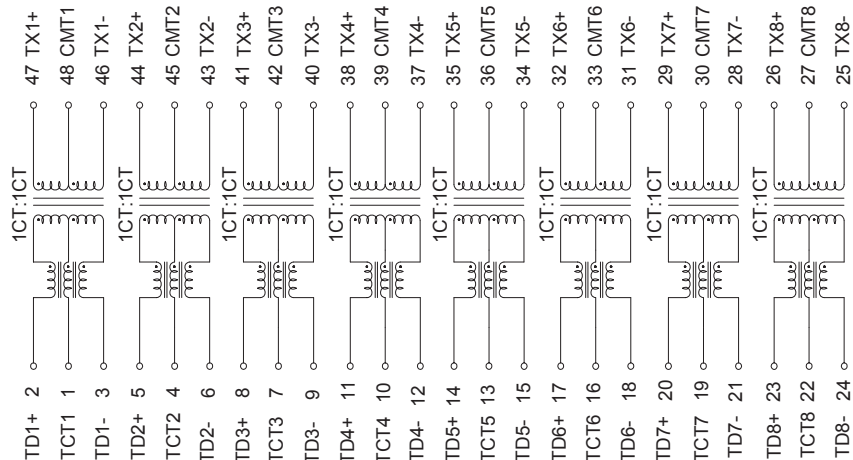 47 TX1+
48 CMT1
46 TX1-
44 TX2+
45 CMT2
43 TX2-
41 TX3+
42 CMT3
40 TX3-
38 TX4+
39 CMT4
37 TX4-
35 TX5+
36 CMT5
34 TX5-
32 TX6+
33 CMT6
31 TX6-
29 TX7+
30 CMT7
28 TX7-
26 TX8+
27 CMT8
25 TX8-
1CT:1CT
1CT:1CT
1CT:1CT
1CT:1CT
1CT:1CT
1CT:1CT
1CT:1CT
1CT:1CT
TD1+ 2
TCT1 1
TD1- 3
TD2+ 5
TCT2 4
TD2- 6
TD3+ 8
TCT3 7
TD3- 9
TD4+ 11
TCT4 10
TD4- 12
TD5+ 14
TCT5 13
TD5- 15
TD6+ 17
TCT6 16
TD6- 18
TD7+ 20
TCT7 19
TD7- 21
TD8+ 23
TCT8 22
TD8- 24